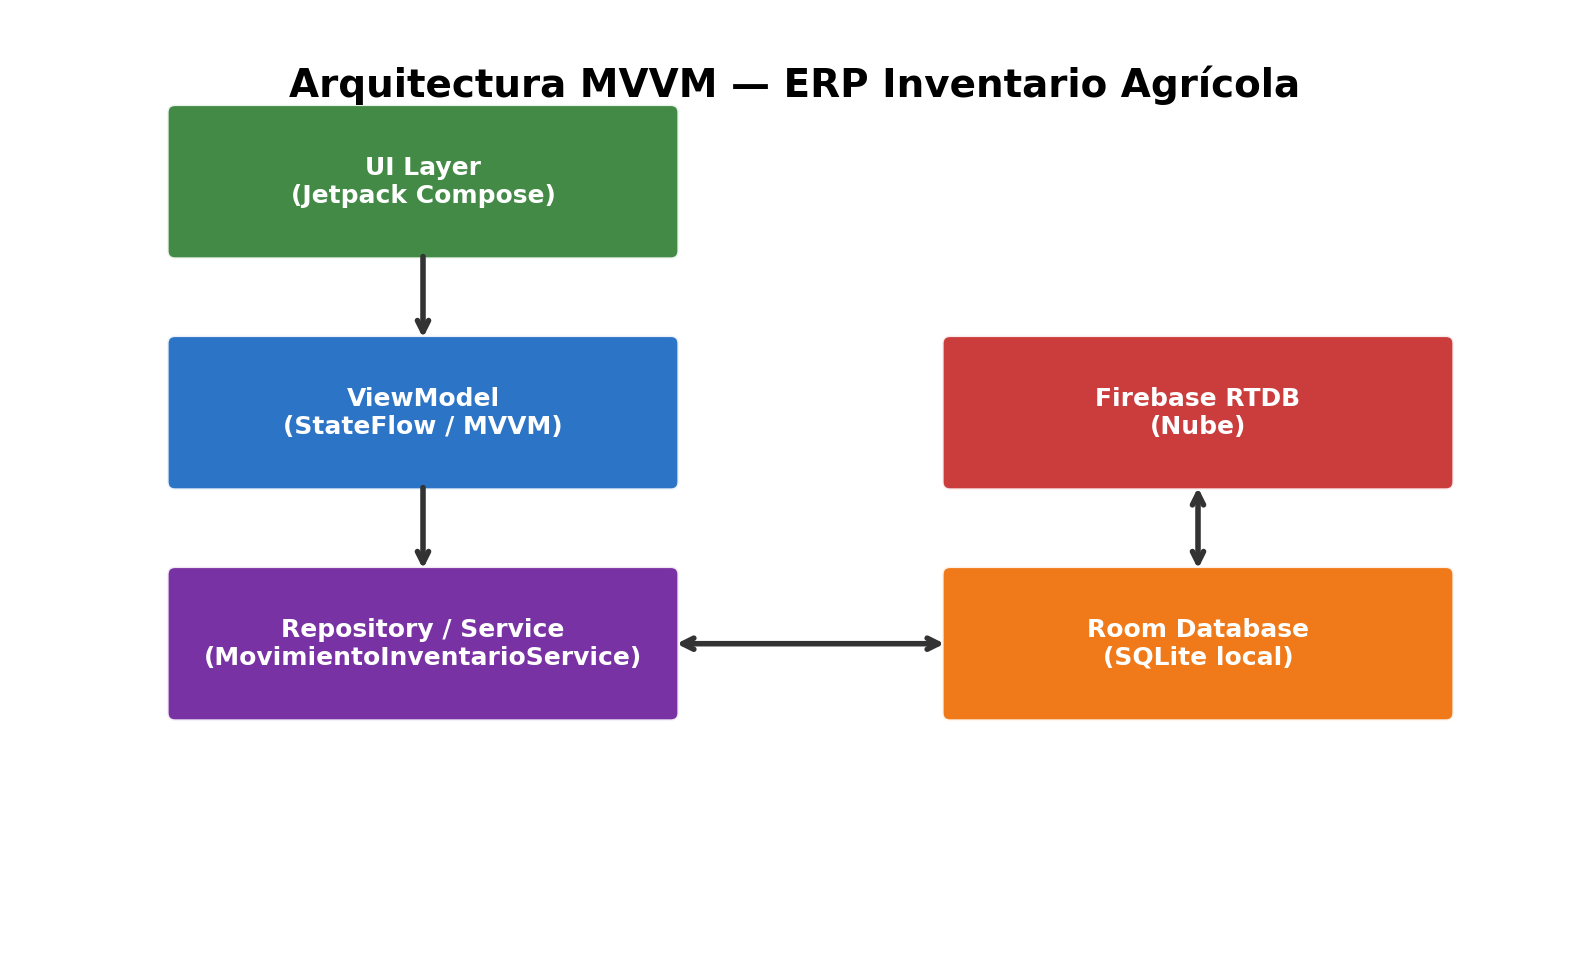 Arquitectura MVVM — ERP Inventario Agrícola
UI Layer
(Jetpack Compose)
ViewModel
(StateFlow / MVVM)
Firebase RTDB
(Nube)
Repository / Service
(MovimientoInventarioService)
Room Database
(SQLite local)